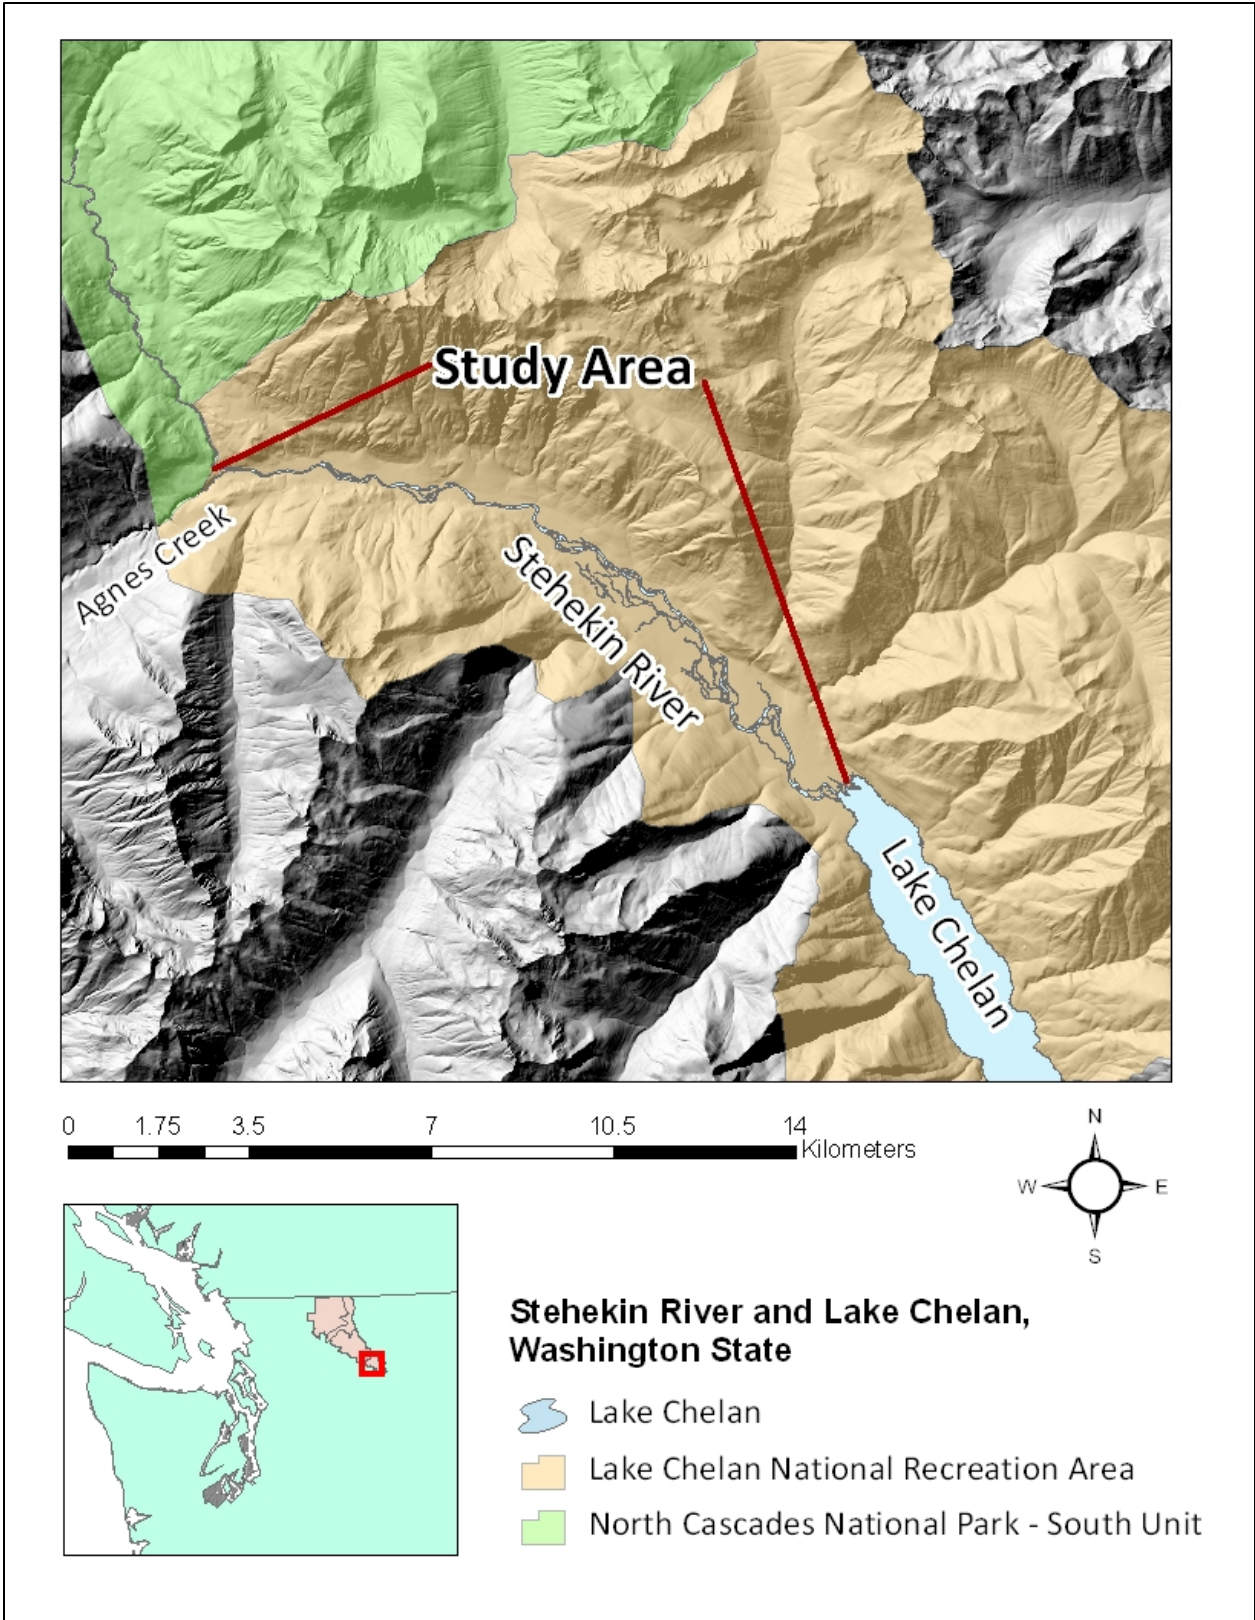 Study Area
Agnes Creek
Stehekin River
Lake Chelan
0 1.75 3.5 7 10.5 14
Kilometers
N
W E
S
Stehekin River and Lake Chelan,
Washington State
Lake Chelan
Lake Chelan National Recreation Area
North Cascades National Park - South Unit